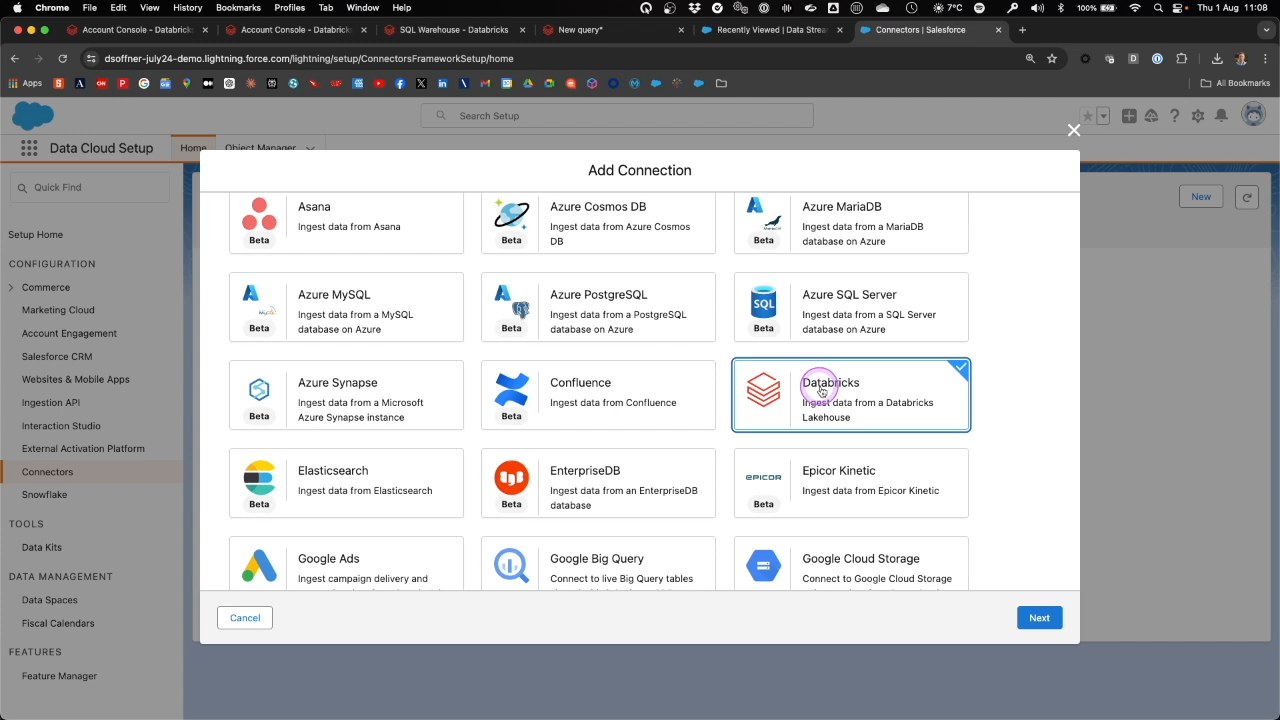 Chrome File Edit View History Bookmarks Profiles Tab Window Help 7°C 100% Thu 1 Aug 11:08
Account Console - Databrick Account Console - Databricks SQL Warehouse - Databricks New query* Recently Viewed | Data Strea Connectors | Salesforce
dsoffner-july24-demo.lightning.force.com/lightning/setup/ConnectorsFrameworkSetup/home
Apps All Bookmarks
Search Setup
Data Cloud Setup Home Object Manager
Add Connection
Quick Find
New
Setup Home
CONFIGURATION
Commerce
Marketing Cloud
Account Engagement
Salesforce CRM
Websites & Mobile Apps
Ingestion API
Interaction Studio
External Activation Platform
Connectors
Snowflake
TOOLS
Data Kits
DATA MANAGEMENT
Data Spaces
Fiscal Calendars
FEATURES
Feature Manager
Asana
Ingest data from Asana
Beta
Azure Cosmos DB
Ingest data from Azure Cosmos
DB
Beta
Azure MariaDB
Ingest data from a MariaDB
database on Azure
Beta
Azure MySQL
Ingest data from a MySQL
database on Azure
Beta
Azure PostgreSQL
Ingest data from a PostgreSQL
database on Azure
Beta
SQL
Azure SQL Server
Ingest data from a SQL Server
database on Azure
Beta
Azure Synapse
Ingest data from a Microsoft
Azure Synapse instance
Beta
Confluence
Ingest data from Confluence
Beta
Databricks
Ingest data from a Databricks
Lakehouse
Elasticsearch
Ingest data from Elasticsearch
Beta
EnterpriseDB
Ingest data from an EnterpriseDB
database
Beta
EPICOR
Epicor Kinetic
Ingest data from Epicor Kinetic
Beta
Google Ads
Ingest campaign delivery and
Google Big Query
Connect to live Big Query tables
Google Cloud Storage
Connect to Google Cloud Storage
Cancel
Next